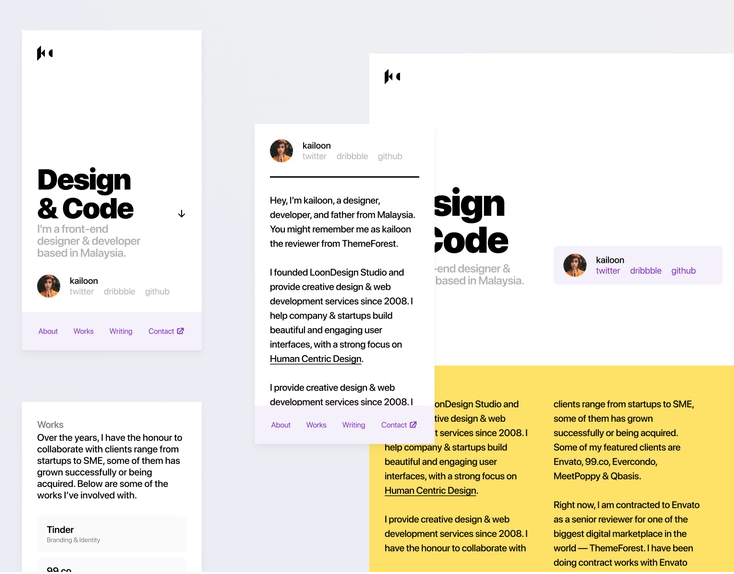 Design
& Code
I'm a front-end
designer & developer
based in Malaysia.
kailoon
twitter dribbble github
About Works Writing Contact
Works
Over the years, I have the honour to
collaborate with clients range from
startups to SME, some of them has
grown successfully or being
acquired. Below are some of the
works I've involved with.
Tinder
Branding & Identity
99.co
kailoon
twitter dribbble github
Hey, I'm kailoon, a designer,
developer, and father from Malaysia.
You might remember me as kailoon
the reviewer from ThemeForest.
I founded LoonDesign Studio and
provide creative design & web
development services since 2008. I
help company & startups build
beautiful and engaging user
interfaces, with a strong focus on
Human Centric Design.
I provide creative design & web
development services since 2008. I
About Works Writing Contact
sign
Code
-end designer &
based in Malaysia.
kailoon
twitter dribbble github
onDesign Studio and
tive design & web
t services since 2008. I
help company & startups build
beautiful and engaging user
interfaces, with a strong focus on
Human Centric Design.
I provide creative design & web
development services since 2008. I
have the honour to collaborate with
clients range from startups to SME,
some of them has grown
successfully or being acquired.
Some of my featured clients are
Envato, 99.co, Evercondo,
MeetPoppy & Qbasis.
Right now, I am contracted to Envato
as a senior reviewer for one of the
biggest digital marketplace in the
world — ThemeForest. I have been
doing contract works with Envato